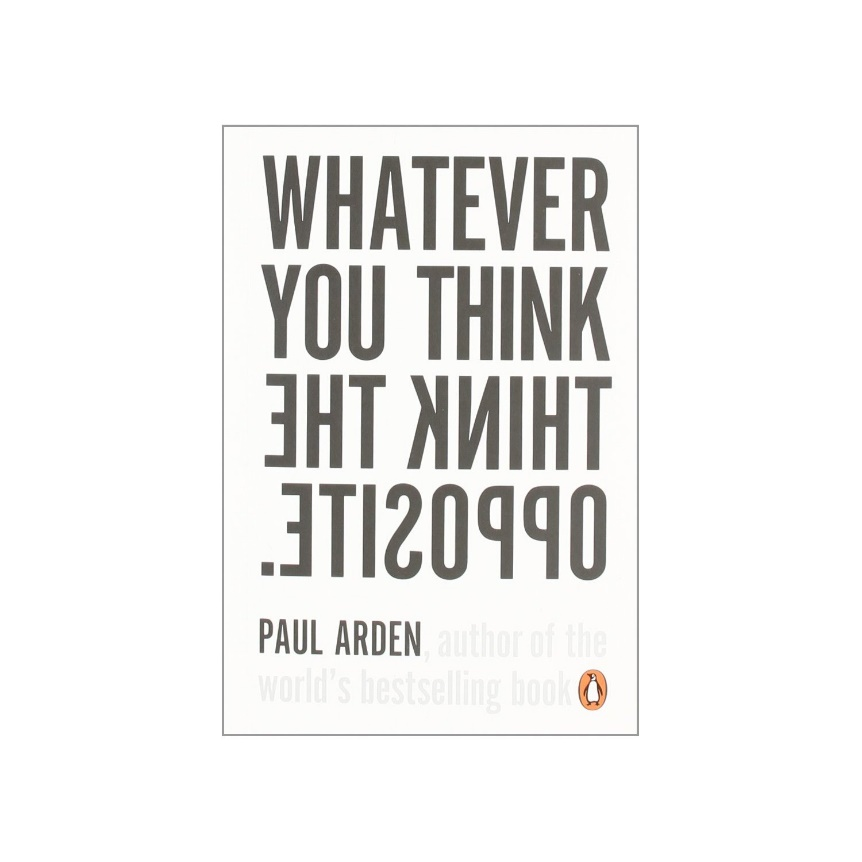 WHATEVER
YOU THINK
THINK THE
OPPOSITE.
PAUL ARDEN, author of the
world's bestselling book